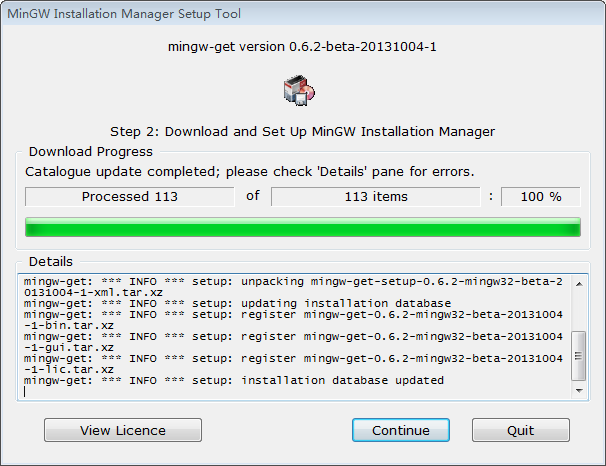 MinGW Installation Manager Setup Tool
mingw-get version 0.6.2-beta-20131004-1
Step 2: Download and Set Up MinGW Installation Manager
Download Progress
Catalogue update completed; please check 'Details' pane for errors.
Processed 113 of 113 items : 100 %
Details
mingw-get: *** INFO *** setup: unpacking mingw-get-setup-0.6.2-mingw32-beta-2
0131004-1-xml.tar.xz
mingw-get: *** INFO *** setup: updating installation database
mingw-get: *** INFO *** setup: register mingw-get-0.6.2-mingw32-beta-20131004
-1-bin.tar.xz
mingw-get: *** INFO *** setup: register mingw-get-0.6.2-mingw32-beta-20131004
-1-gui.tar.xz
mingw-get: *** INFO *** setup: register mingw-get-0.6.2-mingw32-beta-20131004
-1-lic.tar.xz
mingw-get: *** INFO *** setup: installation database updated
View Licence Continue Quit